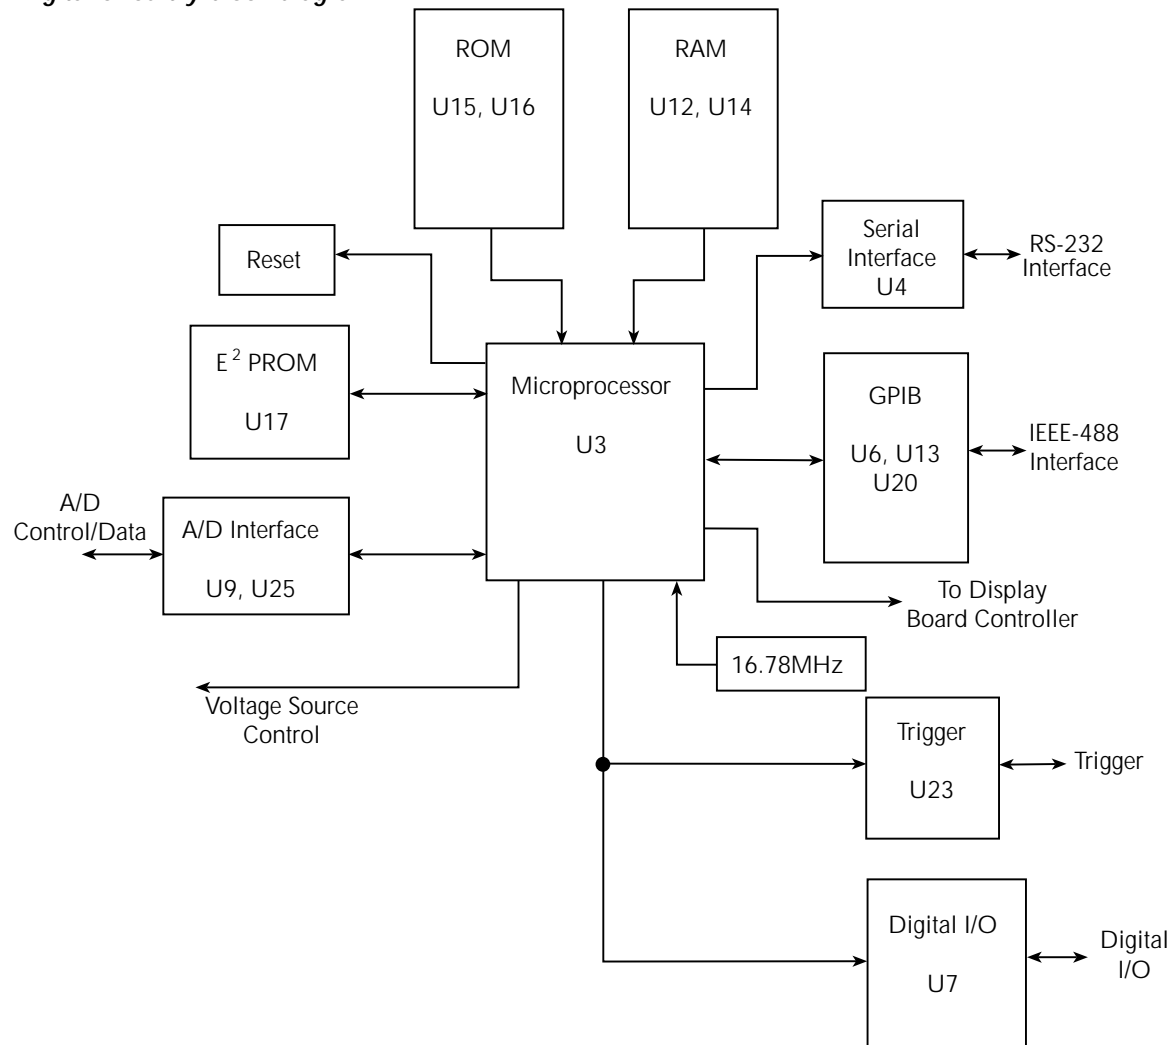 ROM
U15, U16
RAM
U12, U14
Serial
Interface
U4
RS-232
Interface
Reset
E² PROM
U17
Microprocessor
U3
GPIB
U6, U13
U20
IEEE-488
Interface
A/D
Control/Data
A/D Interface
U9, U25
To Display
Board Controller
16.78MHz
Voltage Source
Control
Trigger
U23
Trigger
Digital I/O
U7
Digital
I/O